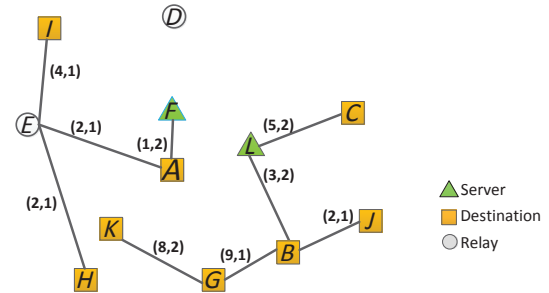 D
I
(4,1)
F
C
(5,2)
E
(2,1)
(1,2)
L
A
(3,2)
Server
(2,1)
K
(2,1)
J
Destination
(8,2)
(9,1)
B
Relay
H
G